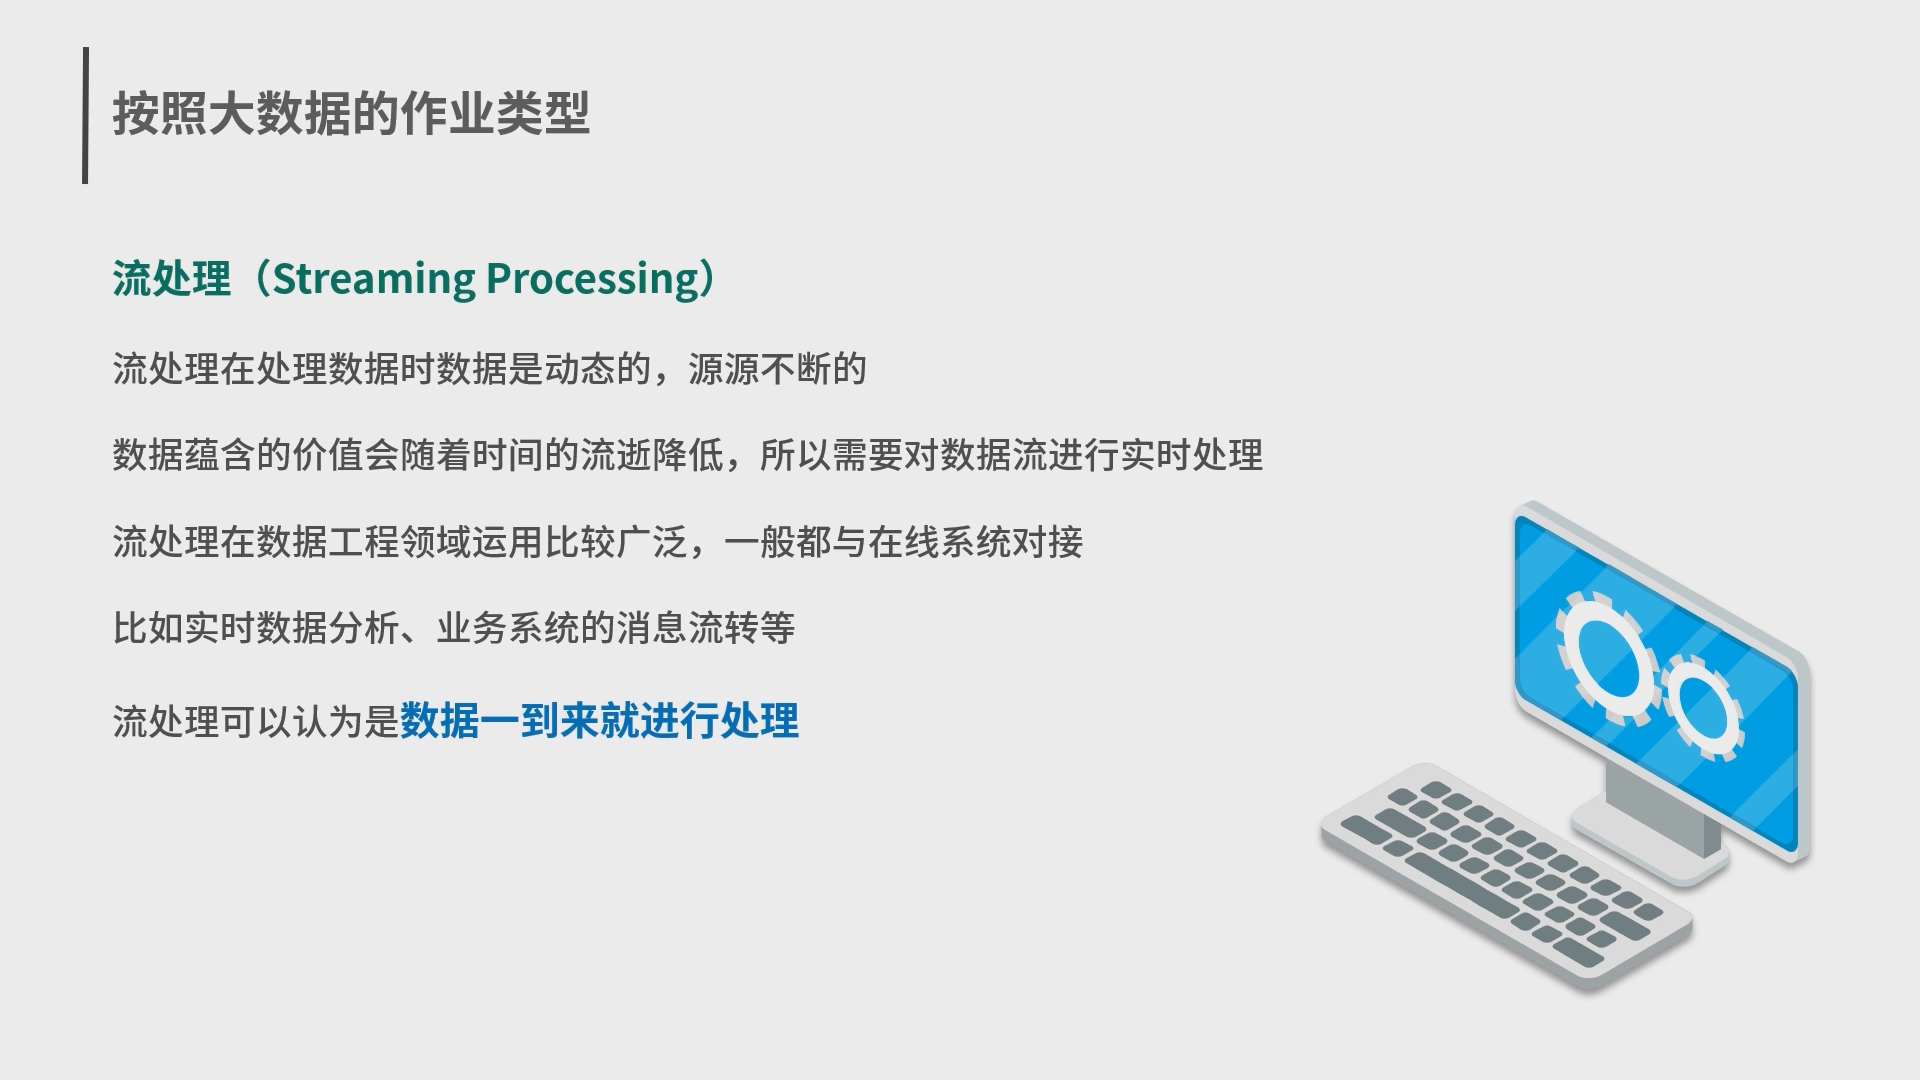 按照大数据的作业类型
流处理（Streaming Processing）
流处理在处理数据时数据是动态的，源源不断的
数据蕴含的价值会随着时间的流逝降低，所以需要对数据流进行实时处理
流处理在数据工程领域运用比较广泛，一般都与在线系统对接
比如实时数据分析、业务系统的消息流转等
流处理可以认为是数据一到来就进行处理